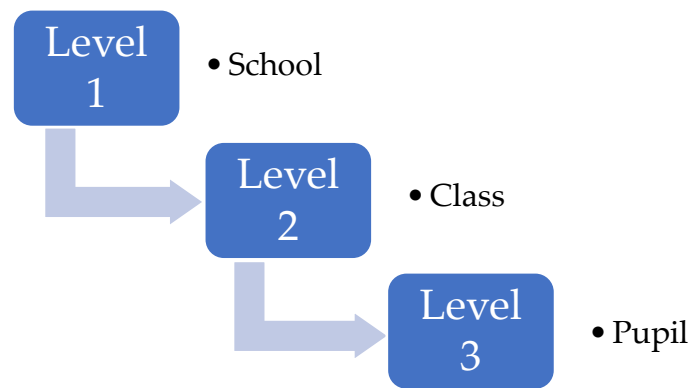 Level
1
• School
Level
2
• Class
Level
3
• Pupil